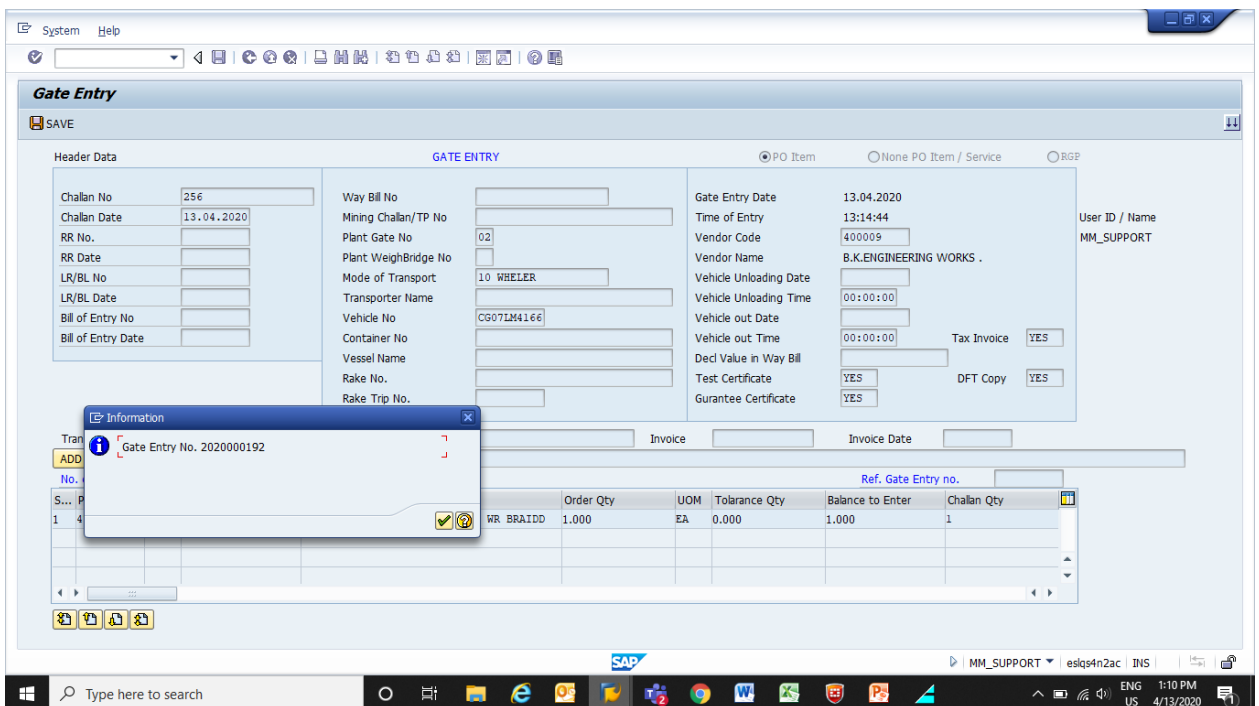 System Help
Gate Entry
SAVE
Header Data GATE ENTRY PO Item None PO Item / Service RGP
Challan No 256 Way Bill No Gate Entry Date 13.04.2020
Challan Date 13.04.2020 Mining Challan/TP No Time of Entry 13:14:44 User ID / Name
RR No. Plant Gate No 02 Vendor Code 400009 MM_SUPPORT
RR Date Plant WeighBridge No Vendor Name B.K.ENGINEERING WORKS .
LR/BL No Mode of Transport 10 WHELER Vehicle Unloading Date
LR/BL Date Transporter Name Vehicle Unloading Time 00:00:00
Bill of Entry No Vehicle No CG07LM4166 Vehicle out Date
Bill of Entry Date Container No Vehicle out Time 00:00:00 Tax Invoice YES
Vessel Name Decl Value in Way Bill
Rake No. Test Certificate YES DFT Copy YES
Rake Trip No. Gurantee Certificate YES
Information
Gate Entry No. 2020000192
Tran Invoice Invoice Date
ADD
No. Ref. Gate Entry no.
S... P Order Qty UOM Tolarance Qty Balance to Enter Challan Qty
1 4 WR BRAIDD 1.000 EA 0.000 1.000 1
SAP MM_SUPPORT eslqs4n2ac INS
Type here to search ENG 1:10 PM
US 4/13/2020